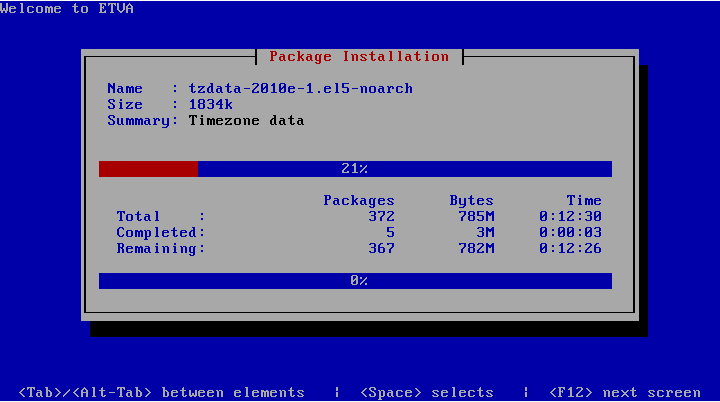 Welcome to ETVA
Package Installation
Name : tzdata-2010e-1.el5-noarch
Size : 1834k
Summary: Timezone data
21%
Packages Bytes Time
Total : 372 785M 0:12:30
Completed: 5 3M 0:00:03
Remaining: 367 782M 0:12:26
0%
<Tab>/<Alt-Tab> between elements | <Space> selects | <F12> next screen